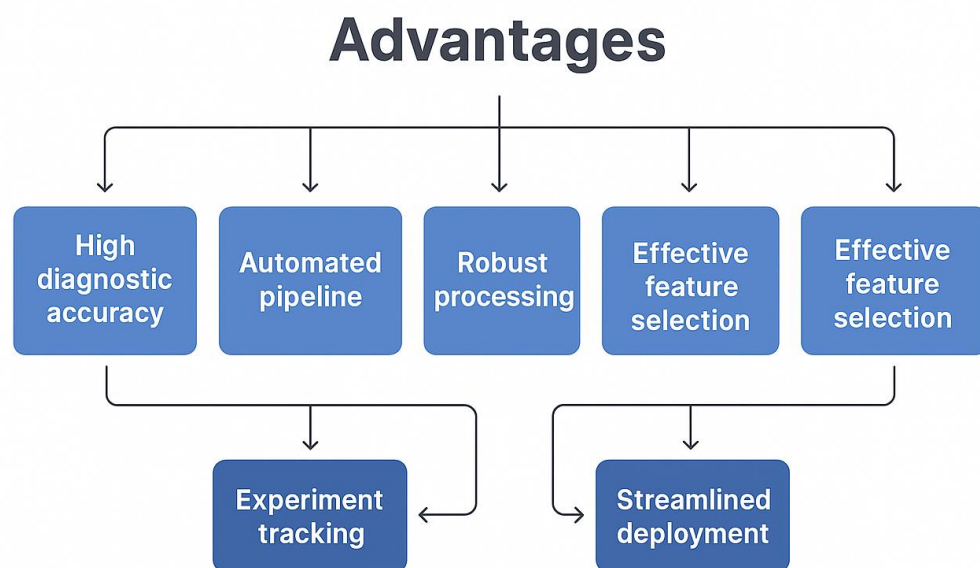 Advantages
High
diagnostic
accuracy
Automated
pipeline
Robust
processing
Effective
feature
selection
Effective
feature
selection
Experiment
tracking
Streamlined
deployment